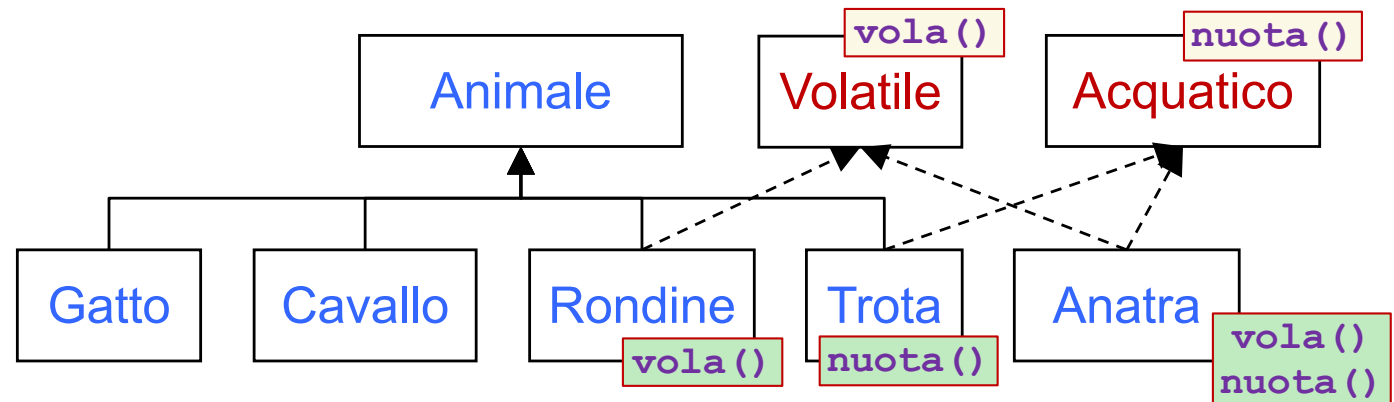 vola()
nuota()
Animale
Volatile
Acquatico
Gatto
Cavallo
Rondine
Trota
Anatra
vola()
nuota()
vola()
nuota()